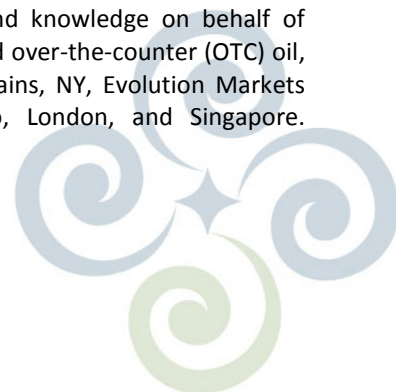 nd knowledge on behalf of
d over-the-counter (OTC) oil,
ains, NY, Evolution Markets
o, London, and Singapore.